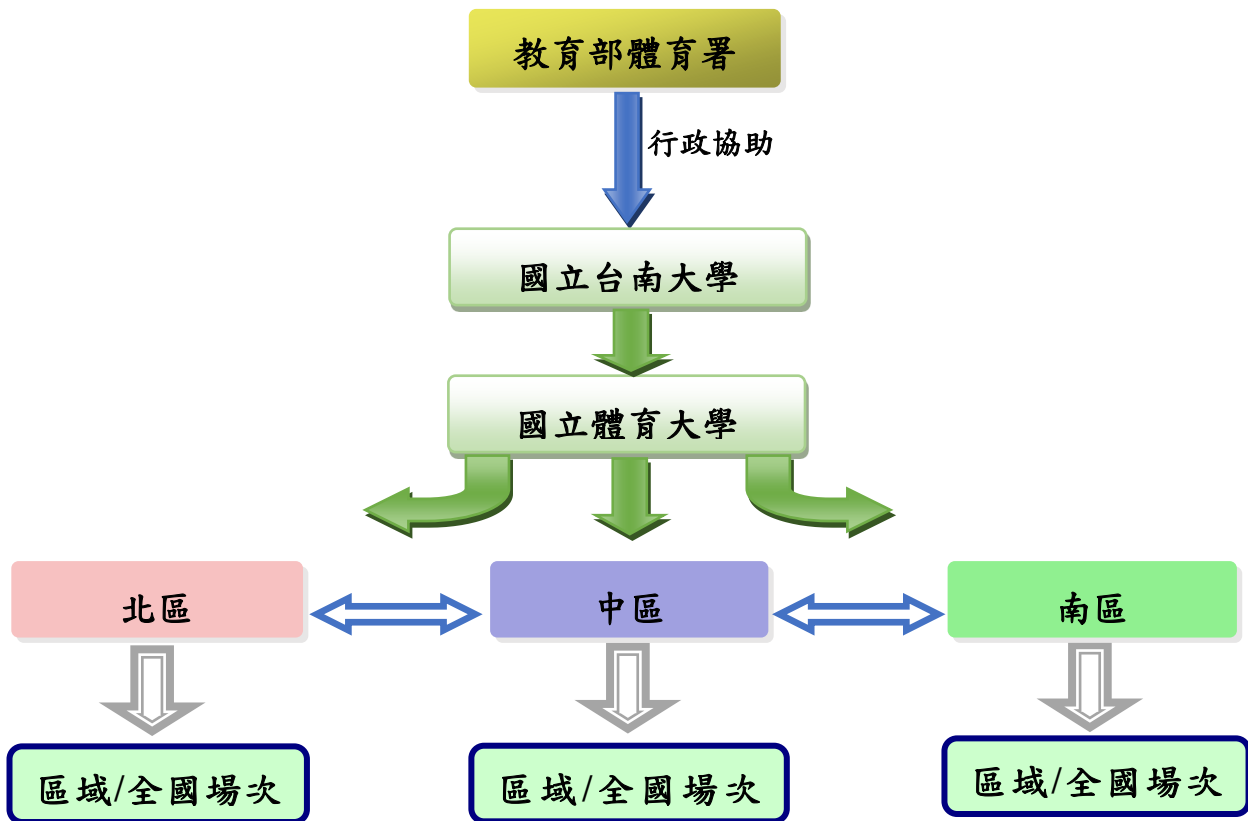 教育部體育署
行政協助
國立台南大學
國立體育大學
北區
中區
南區
區域/全國場次
區域/全國場次
區域/全國場次